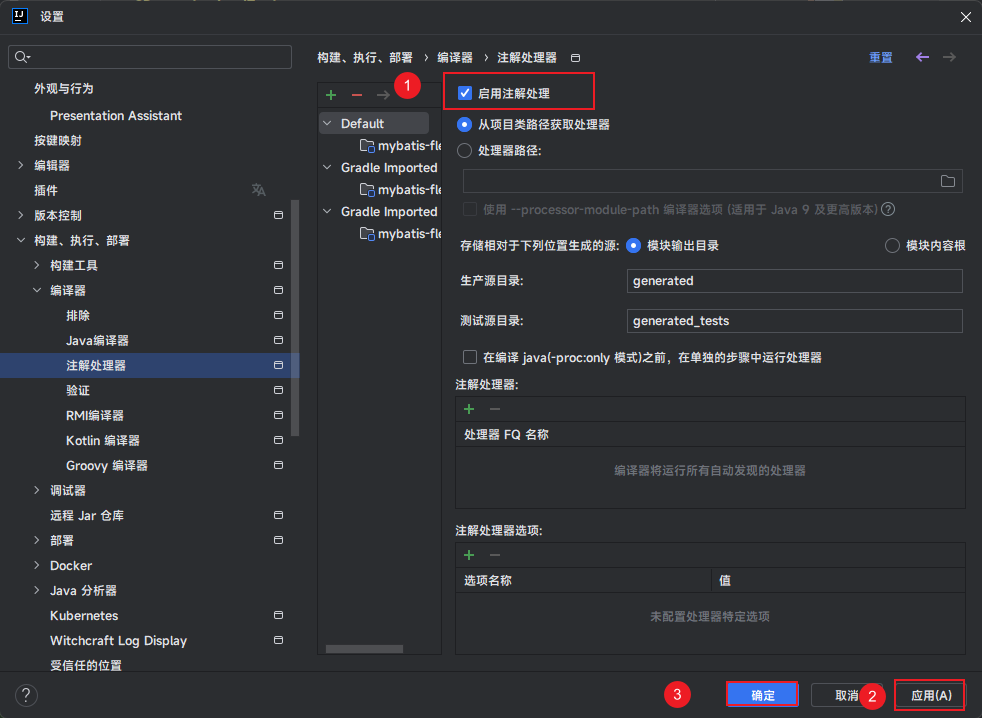 设置
外观与行为
Presentation Assistant
按键映射
编辑器
插件
版本控制
构建、执行、部署
构建工具
编译器
排除
Java编译器
注解处理器
验证
RMI编译器
Kotlin 编译器
Groovy 编译器
调试器
远程 Jar 仓库
部署
Docker
Java 分析器
Kubernetes
Witchcraft Log Display
受信任的位置
构建、执行、部署 › 编译器 › 注解处理器
重置
1
Default
mybatis-fle
Gradle Imported
mybatis-fle
Gradle Imported
mybatis-fle
启用注解处理
从项目类路径获取处理器
处理器路径:
使用 --processor-module-path 编译器选项 (适用于 Java 9 及更高版本)
存储相对于下列位置生成的源: 模块输出目录 模块内容根
生产源目录: generated
测试源目录: generated_tests
在编译 java(-proc:only 模式)之前，在单独的步骤中运行处理器
注解处理器:
处理器 FQ 名称
编译器将运行所有自动发现的处理器
注解处理器选项:
选项名称 值
未配置处理器特定选项
? 3 确定 取消 2 应用(A)